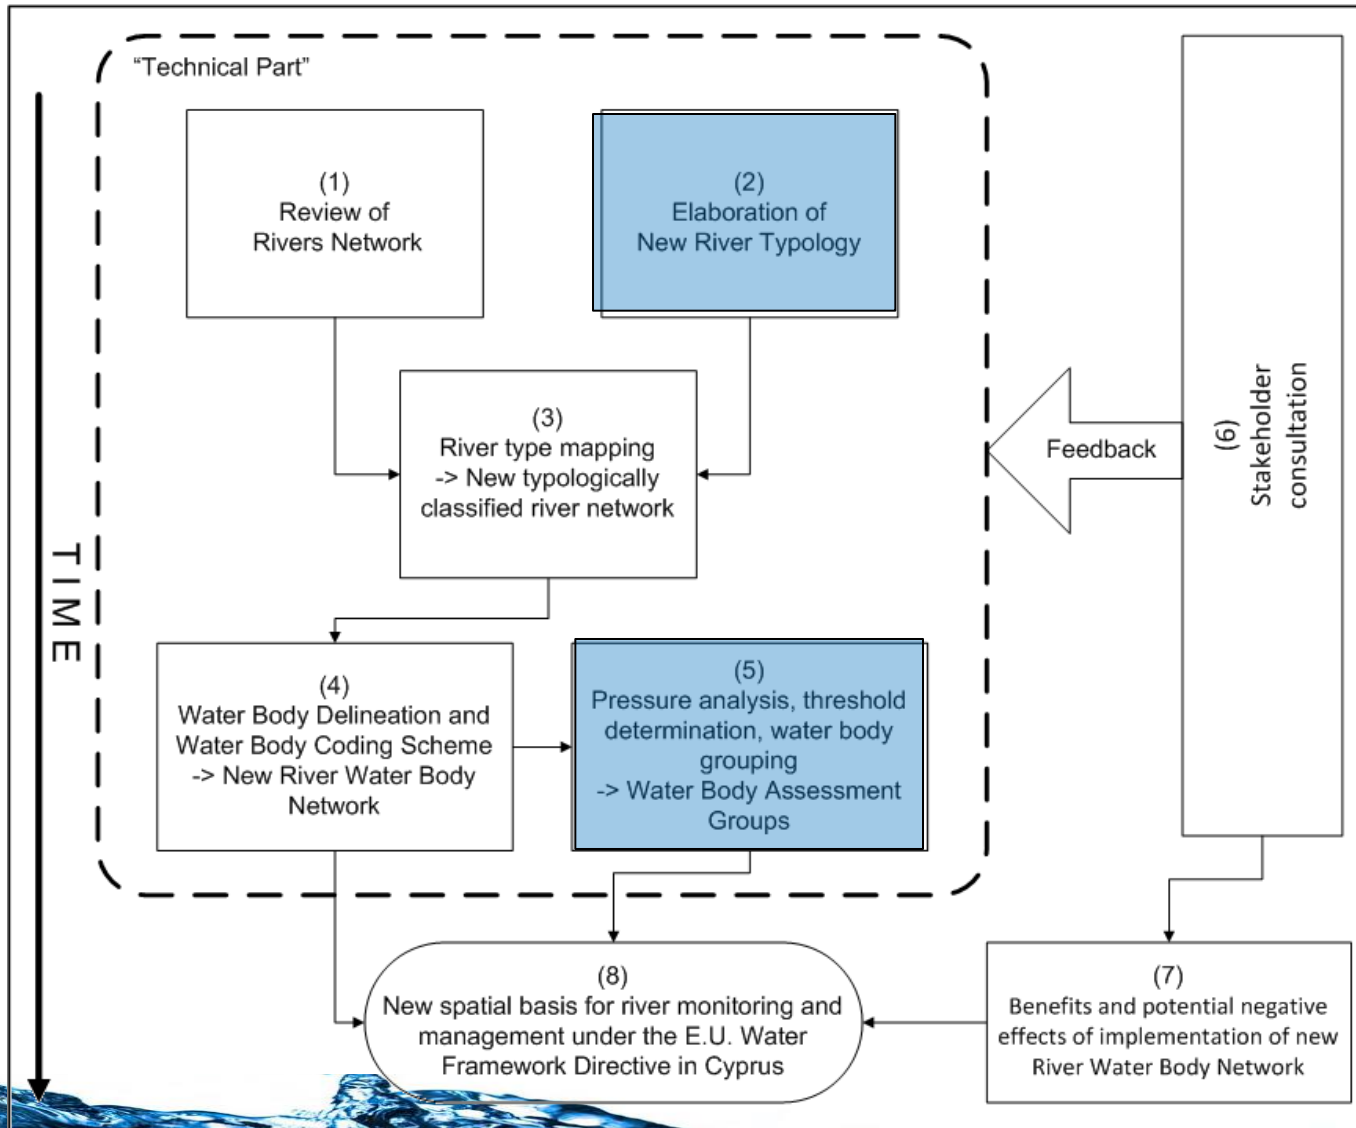 “Technical Part”
(1)
Review of
Rivers Network
(2)
Elaboration of
New River Typology
(3)
River type mapping
-> New typologically
classified river network
TIME
(4)
Water Body Delineation and
Water Body Coding Scheme
-> New River Water Body
Network
(5)
Pressure analysis, threshold
determination, water body
grouping
-> Water Body Assessment
Groups
Feedback
(6)
Stakeholder
consultation
(8)
New spatial basis for river monitoring and
management under the E.U. Water
Framework Directive in Cyprus
(7)
Benefits and potential negative
effects of implementation of new
River Water Body Network